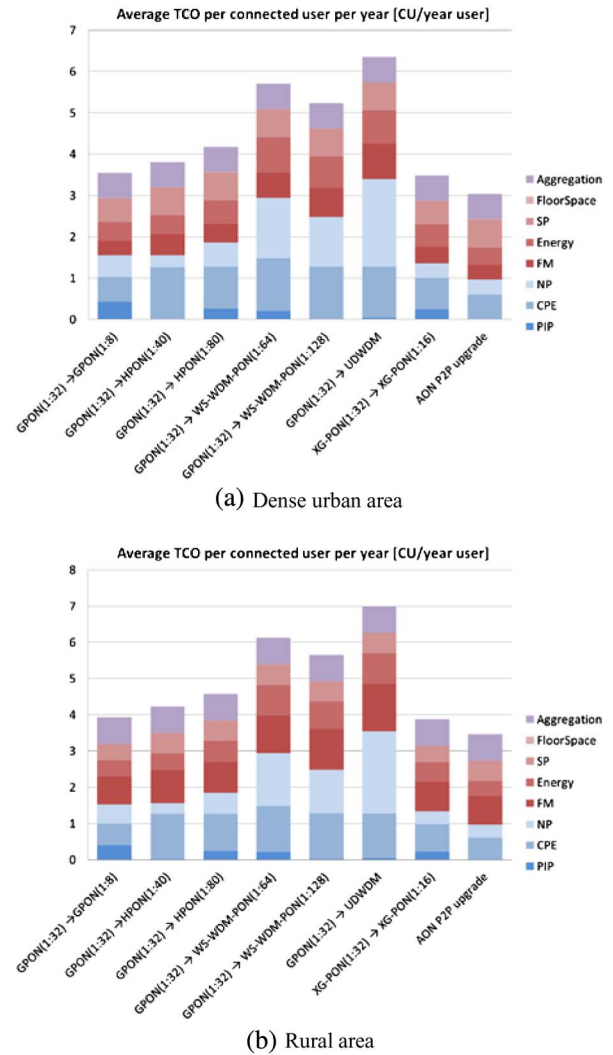 Average TCO per connected user per year [CU/year user]
7
6
5
4
3
2
1
0
Aggregation
FloorSpace
SP
Energy
FM
NP
CPE
PIP
GPON(1:32) →GPON(1:8)
GPON(1:32) →HPON(1:40)
GPON(1:32) → HPON(1:80)
GPON(1:32) → WS-WDM-PON(1:64)
GPON(1:32) → WS-WDM-PON(1:128)
GPON(1:32) → UDWDM
XG-PON(1:32) → XG-PON(1:16)
AON P2P upgrade
(a) Dense urban area
Average TCO per connected user per year [CU/year user]
8
7
6
5
4
3
2
1
0
Aggregation
FloorSpace
SP
Energy
FM
NP
CPE
PIP
GPON(1:32) →GPON(1:8)
GPON(1:32) →HPON(1:40)
GPON(1:32) → HPON(1:80)
GPON(1:32) → WS-WDM-PON(1:64)
GPON(1:32) → WS-WDM-PON(1:128)
GPON(1:32) → UDWDM
XG-PON(1:32) → XG-PON(1:16)
AON P2P upgrade
(b) Rural area